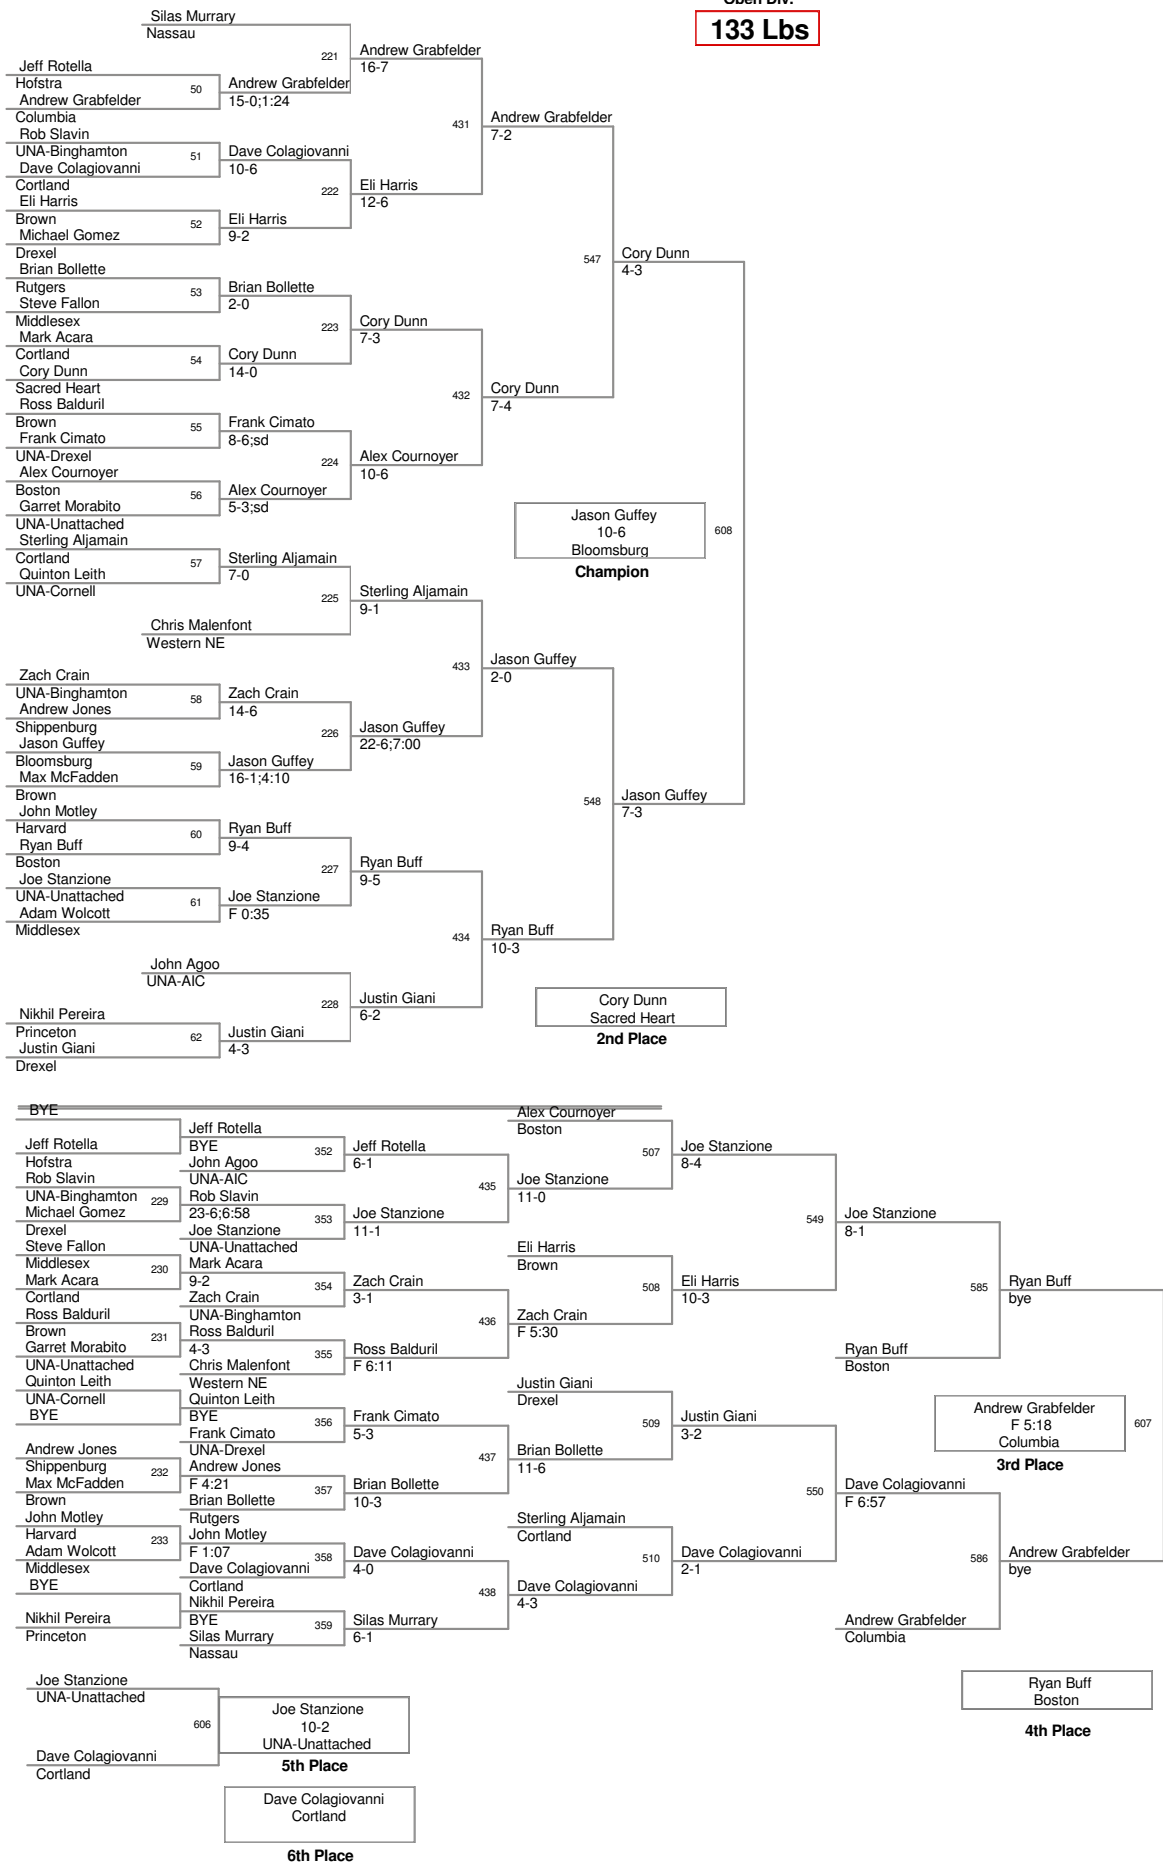 Open Div.
133 Lbs
Silas Murrary
Nassau
221
Andrew Grabfelder
16-7
Jeff Rotella
Hofstra
50
Andrew Grabfelder
Andrew Grabfelder
15-0;1:24
Columbia
431
Andrew Grabfelder
7-2
Rob Slavin
UNA-Binghamton
51
Dave Colagiovanni
Dave Colagiovanni
10-6
Cortland
222
Eli Harris
12-6
Eli Harris
Brown
52
Eli Harris
Michael Gomez
9-2
Drexel
547
Cory Dunn
4-3
Brian Bollette
Rutgers
53
Brian Bollette
Steve Fallon
2-0
Middlesex
223
Cory Dunn
7-3
Mark Acara
Cortland
54
Cory Dunn
Cory Dunn
14-0
Sacred Heart
432
Cory Dunn
7-4
Ross Balduril
Brown
55
Frank Cimato
Frank Cimato
8-6;sd
UNA-Drexel
224
Alex Cournoyer
10-6
Alex Cournoyer
Boston
56
Alex Cournoyer
Garret Morabito
5-3;sd
UNA-Unattached
Jason Guffey
10-6
Bloomsburg
608
Champion
Sterling Aljamain
Cortland
57
Sterling Aljamain
Quinton Leith
7-0
UNA-Cornell
225
Sterling Aljamain
9-1
Chris Malenfont
Western NE
433
Jason Guffey
2-0
Zach Crain
UNA-Binghamton
58
Zach Crain
Andrew Jones
14-6
Shippenburg
226
Jason Guffey
22-6;7:00
Jason Guffey
Bloomsburg
59
Jason Guffey
Max McFadden
16-1;4:10
Brown
548
Jason Guffey
7-3
John Motley
Harvard
60
Ryan Buff
Ryan Buff
9-4
Boston
227
Ryan Buff
9-5
Joe Stanzione
UNA-Unattached
61
Joe Stanzione
Adam Wolcott
F 0:35
Middlesex
434
Ryan Buff
10-3
John Agoo
UNA-AIC
228
Justin Giani
6-2
Nikhil Pereira
Princeton
62
Justin Giani
Justin Giani
4-3
Drexel
Cory Dunn
Sacred Heart
2nd Place
BYE
Jeff Rotella
Jeff Rotella
BYE
352
Jeff Rotella
6-1
Hofstra
John Agoo
UNA-AIC
Alex Cournoyer
Boston
507
Joe Stanzione
8-4
435
Joe Stanzione
11-0
Rob Slavin
UNA-Binghamton
229
Rob Slavin
Michael Gomez
23-6;6:58
353
Joe Stanzione
11-1
Drexel
Joe Stanzione
UNA-Unattached
549
Joe Stanzione
8-1
Steve Fallon
Middlesex
230
Mark Acara
Mark Acara
9-2
354
Zach Crain
3-1
Cortland
Zach Crain
UNA-Binghamton
Eli Harris
Brown
508
Eli Harris
10-3
436
Zach Crain
F 5:30
585
Ryan Buff
bye
Ross Balduril
Brown
231
Ross Balduril
Garret Morabito
4-3
355
Ross Balduril
F 6:11
UNA-Unattached
Chris Malenfont
Western NE
Ryan Buff
Boston
Quinton Leith
UNA-Cornell
Quinton Leith
BYE
BYE
356
Frank Cimato
5-3
Frank Cimato
UNA-Drexel
Justin Giani
Drexel
509
Justin Giani
3-2
437
Brian Bollette
11-6
Andrew Grabfelder
F 5:18
Columbia
607
3rd Place
Andrew Jones
Shippenburg
232
Andrew Jones
Max McFadden
F 4:21
357
Brian Bollette
10-3
Brown
Brian Bollette
Rutgers
550
Dave Colagiovanni
F 6:57
John Motley
Harvard
233
John Motley
Adam Wolcott
F 1:07
358
Dave Colagiovanni
4-0
Middlesex
Dave Colagiovanni
Cortland
Sterling Aljamain
Cortland
510
Dave Colagiovanni
2-1
438
Dave Colagiovanni
4-3
586
Andrew Grabfelder
bye
BYE
Nikhil Pereira
Nikhil Pereira
BYE
359
Silas Murrary
6-1
Princeton
Silas Murrary
Nassau
Andrew Grabfelder
Columbia
Joe Stanzione
UNA-Unattached
606
Joe Stanzione
10-2
UNA-Unattached
5th Place
Dave Colagiovanni
Cortland
Ryan Buff
Boston
4th Place
Dave Colagiovanni
Cortland
6th Place